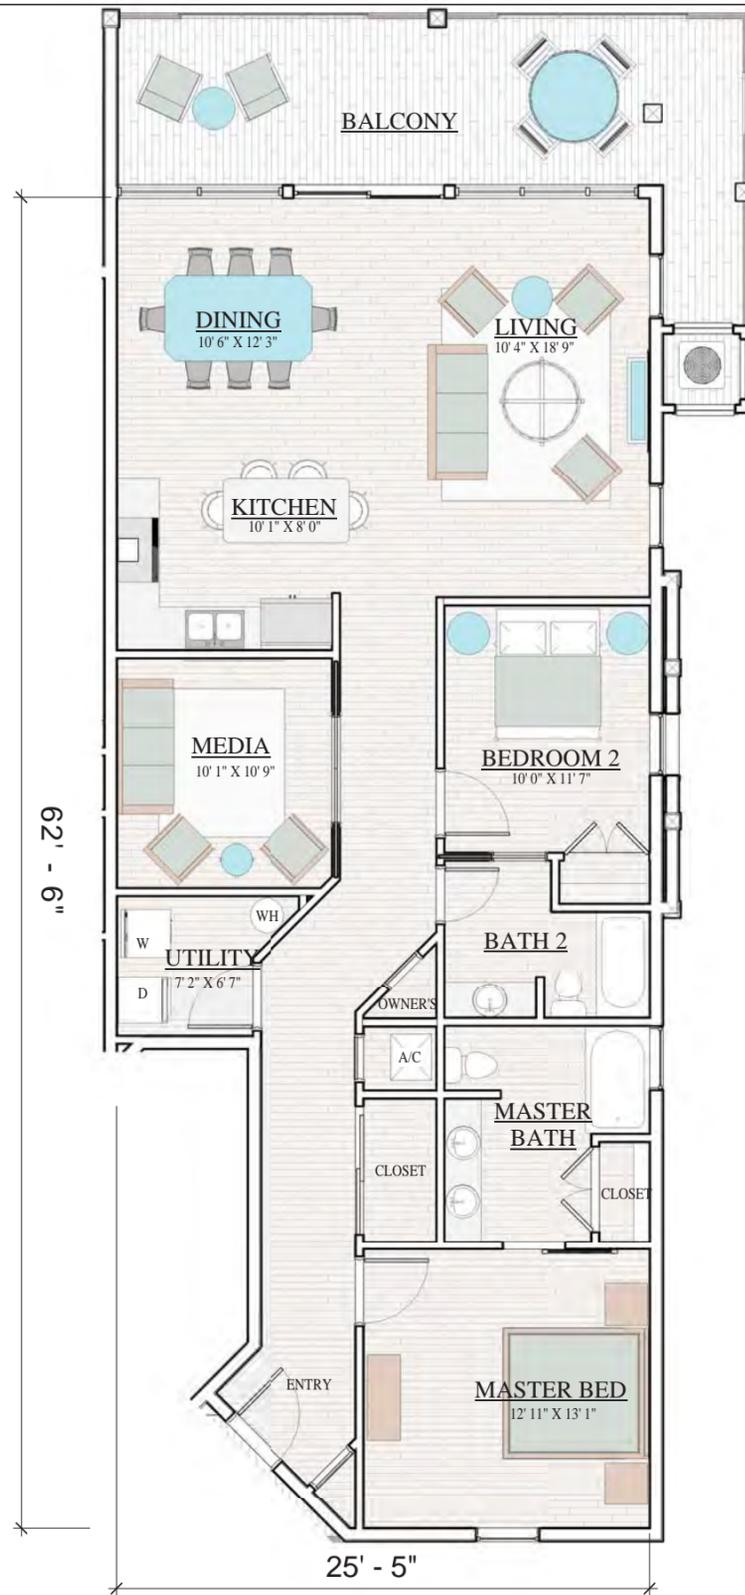 BALCONY
DINING
10' 6" X 12' 3"
LIVING
10' 4" X 18' 9"
KITCHEN
10' 1" X 8' 0"
MEDIA
10' 1" X 10' 9"
BEDROOM 2
10' 0" X 11' 7"
62' - 6"
WH
W
UTILITY
7' 2" X 6' 7"
D
BATH 2
OWNER'S
A/C
MASTER
BATH
CLOSET
CLOSET
ENTRY
MASTER BED
12' 11" X 13' 1"
25' - 5"